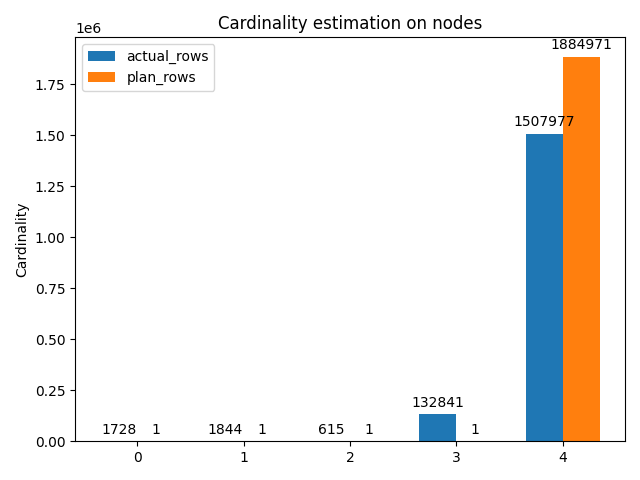 Cardinality estimation on nodes
1e6
actual_rows
plan_rows
1884971
1507977
132841
1
1728 1
1844 1
615 1
1.75
1.50
1.25
1.00
0.75
0.50
0.25
0.00
Cardinality
0 1 2 3 4